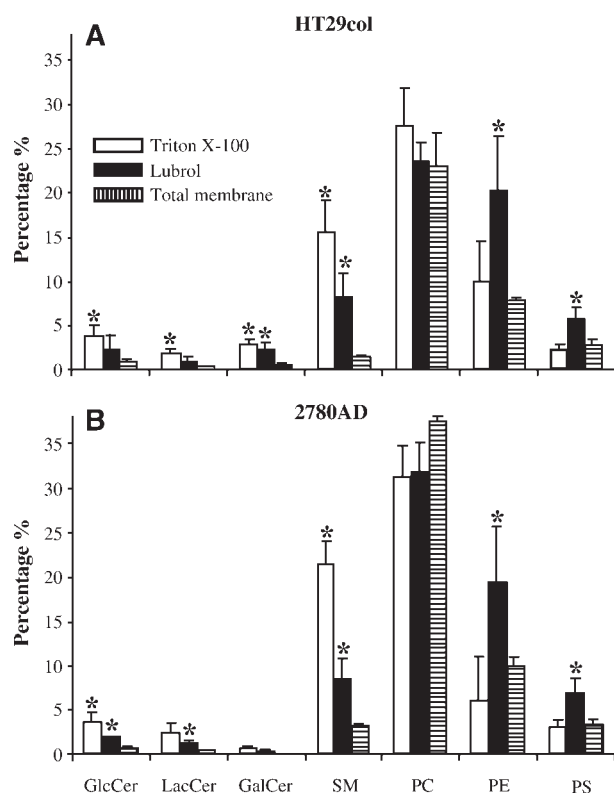 A
HT29col
35
30
25
20
15
10
5
0
Percentage %
Triton X-100
Lubrol
Total membrane
* * * * * * * *
B
2780AD
35
30
25
20
15
10
5
0
Percentage %
* * * * * * *
GlcCer LacCer GalCer SM PC PE PS